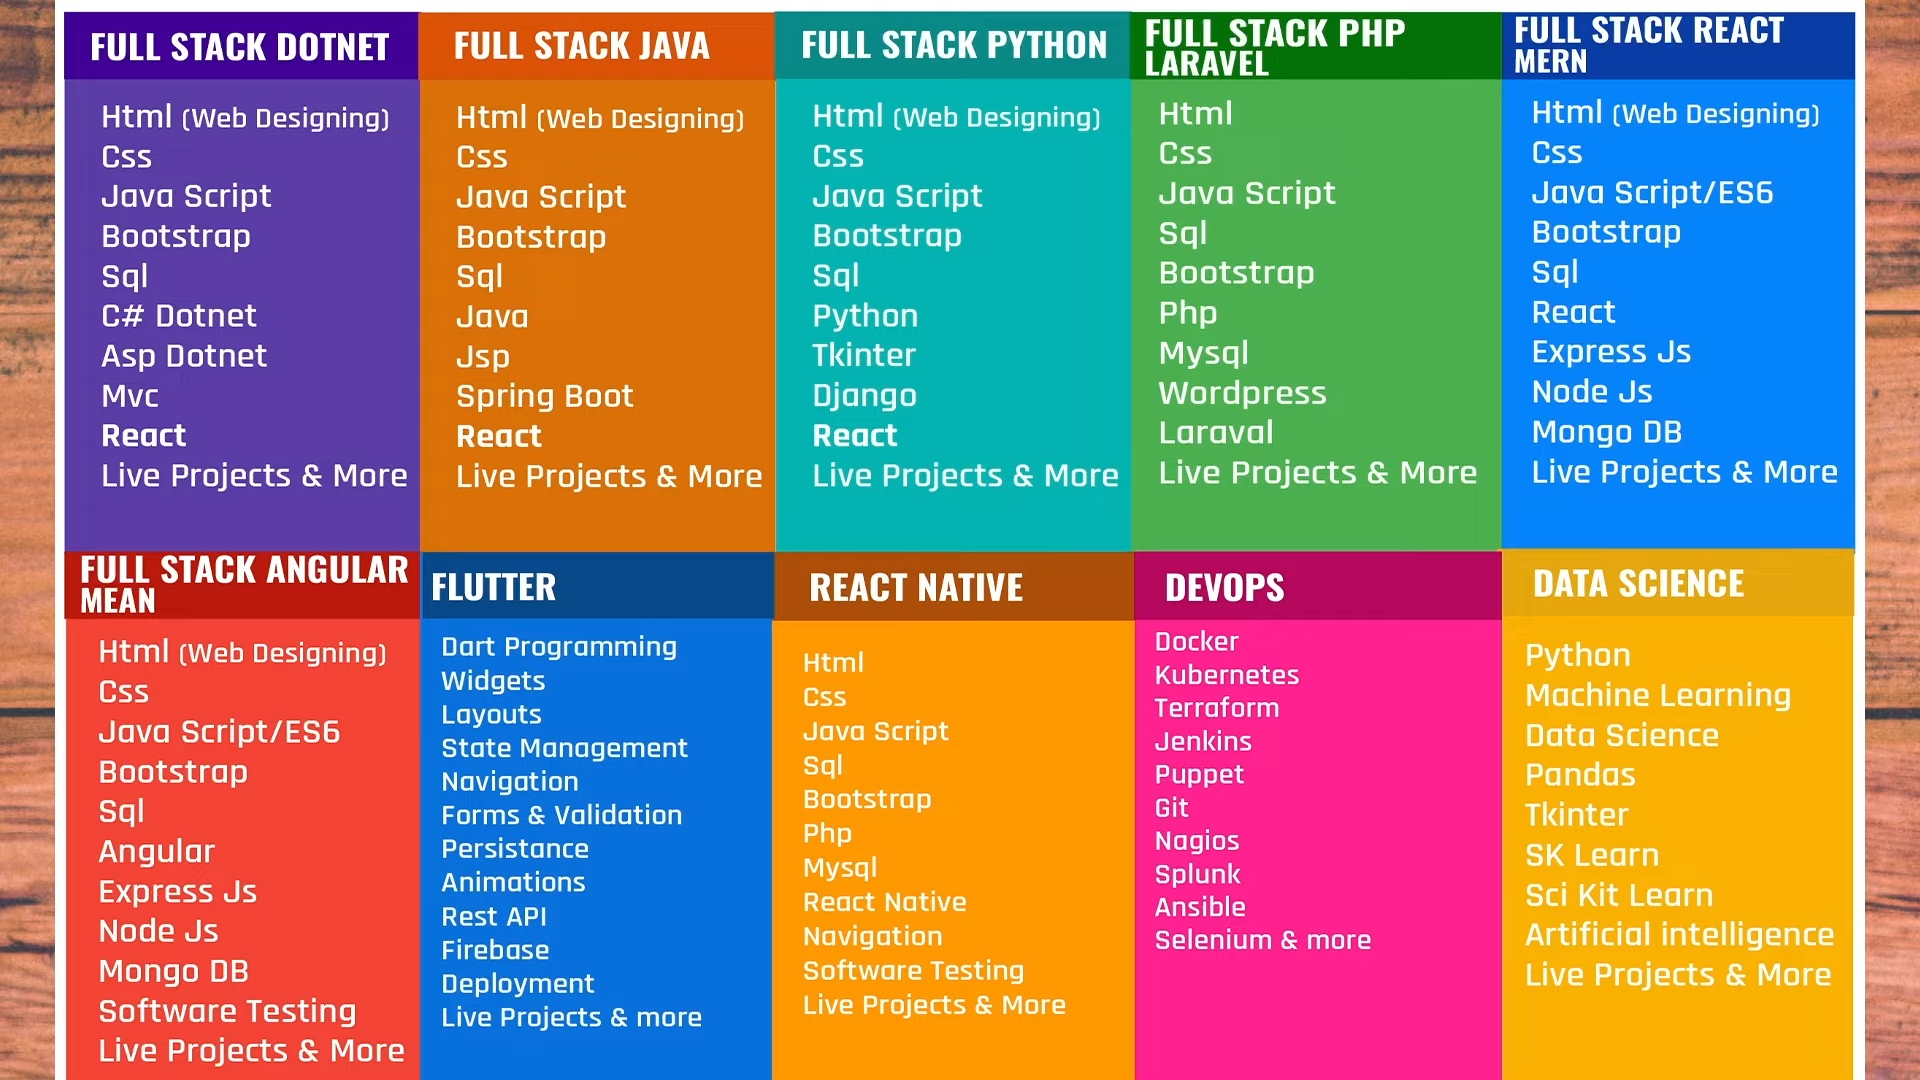 FULL STACK DOTNET
Html (Web Designing)
Css
Java Script
Bootstrap
Sql
C# Dotnet
Asp Dotnet
Mvc
React
Live Projects & More
FULL STACK JAVA
Html (Web Designing)
Css
Java Script
Bootstrap
Sql
Java
Jsp
Spring Boot
React
Live Projects & More
FULL STACK PYTHON
Html (Web Designing)
Css
Java Script
Bootstrap
Sql
Python
Tkinter
Django
React
Live Projects & More
FULL STACK PHP
LARAVEL
Html
Css
Java Script
Sql
Bootstrap
Php
Mysql
Wordpress
Laraval
Live Projects & More
FULL STACK REACT
MERN
Html (Web Designing)
Css
Java Script/ES6
Bootstrap
Sql
React
Express Js
Node Js
Mongo DB
Live Projects & More
FULL STACK ANGULAR
MEAN
Html (Web Designing)
Css
Java Script/ES6
Bootstrap
Sql
Angular
Express Js
Node Js
Mongo DB
Software Testing
Live Projects & More
FLUTTER
Dart Programming
Widgets
Layouts
State Management
Navigation
Forms & Validation
Persistance
Animations
Rest API
Firebase
Deployment
Live Projects & more
REACT NATIVE
Html
Css
Java Script
Sql
Bootstrap
Php
Mysql
React Native
Navigation
Software Testing
Live Projects & More
DEVOPS
Docker
Kubernetes
Terraform
Jenkins
Puppet
Git
Nagios
Splunk
Ansible
Selenium & more
DATA SCIENCE
Python
Machine Learning
Data Science
Pandas
Tkinter
SK Learn
Sci Kit Learn
Artificial intelligence
Live Projects & More